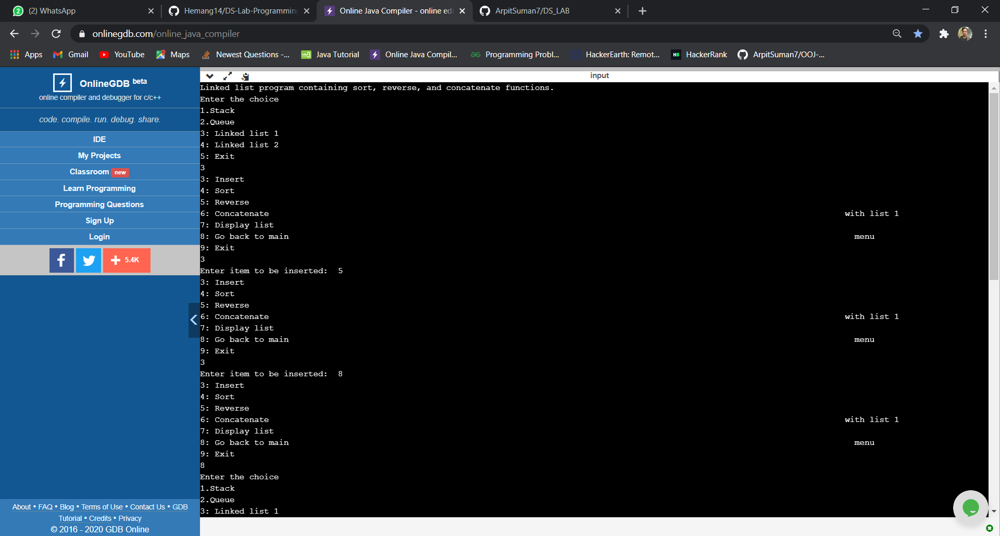 2 (2) WhatsApp
Hemang14/DS-Lab-Programmin
Online Java Compiler - online edi
ArpitSuman7/DS_LAB
onlinegdb.com/online_java_compiler
Apps Gmail YouTube Maps Newest Questions -... w3 Java Tutorial Online Java Compil... Programming Probl... HackerEarth: Remot... H HackerRank ArpitSuman7/OOJ-...
OnlineGDB beta
online compiler and debugger for c/c++
code. compile. run. debug. share.
IDE
My Projects
Classroom new
Learn Programming
Programming Questions
Sign Up
Login
f + 5.4K
About • FAQ • Blog • Terms of Use • Contact Us • GDB
Tutorial • Credits • Privacy
© 2016 - 2020 GDB Online
input
Linked list program containing sort, reverse, and concatenate functions.
Enter the choice
1.Stack
2.Queue
3: Linked list 1
4: Linked list 2
5: Exit
3
3: Insert
4: Sort
5: Reverse
6: Concatenate with list 1
7: Display list
8: Go back to main menu
9: Exit
3
Enter item to be inserted:  5
3: Insert
4: Sort
5: Reverse
6: Concatenate with list 1
7: Display list
8: Go back to main menu
9: Exit
3
Enter item to be inserted:  8
3: Insert
4: Sort
5: Reverse
6: Concatenate with list 1
7: Display list
8: Go back to main menu
9: Exit
8
Enter the choice
1.Stack
2.Queue
3: Linked list 1